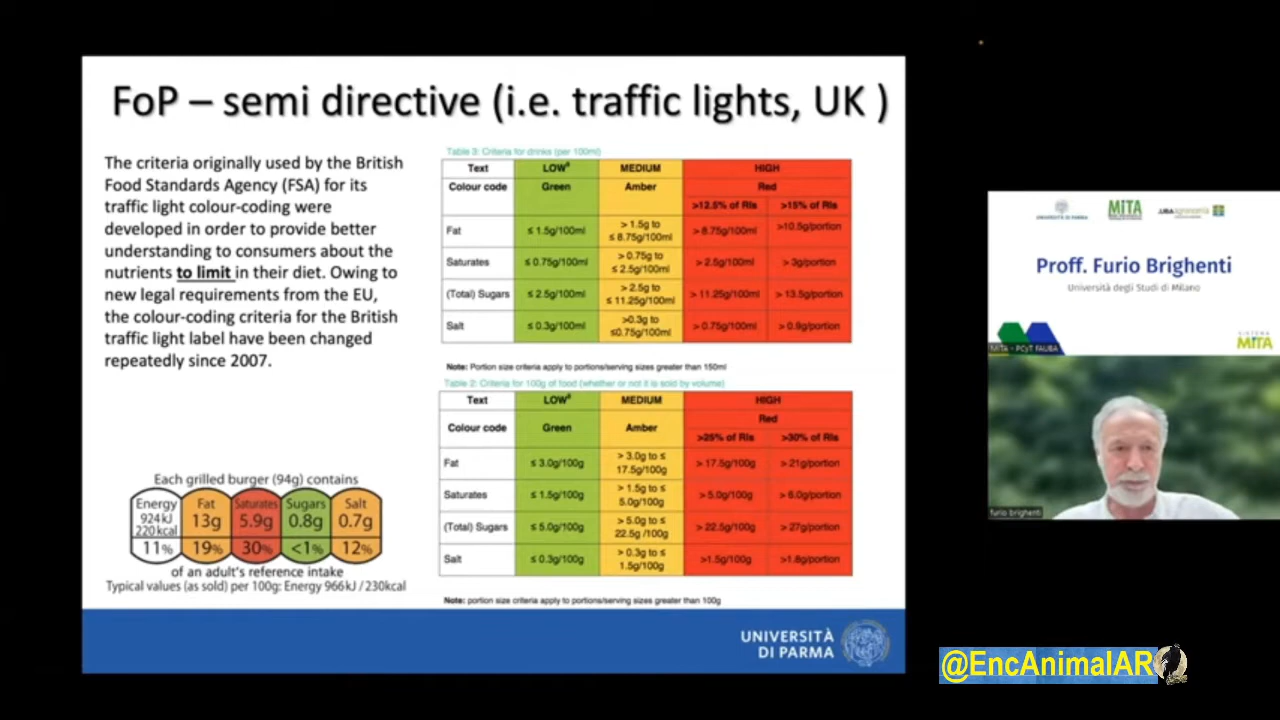 FoP – semi directive (i.e. traffic lights, UK )
The criteria originally used by the British
Food Standards Agency (FSA) for its
traffic light colour-coding were
developed in order to provide better
understanding to consumers about the
nutrients to limit in their diet. Owing to
new legal requirements from the EU,
the colour-coding criteria for the British
traffic light label have been changed
repeatedly since 2007.
Each grilled burger (94g) contains
Energy Fat Saturates Sugars Salt
924kJ 13g 5.9g 0.8g 0.7g
220kcal
11% 19% 30% <1% 12%
of an adult's reference intake
Typical values (as sold) per 100g: Energy 966kJ / 230kcal
Table 3: Criteria for drinks (per 100ml)
Text LOWa MEDIUM HIGH
Colour code Green Amber Red
>12.5% of RIs >15% of RIs
Fat ≤ 1.5g/100ml > 1.5g to ≤ 8.75g/100ml > 8.75g/100ml >10.5g/portion
Saturates ≤ 0.75g/100ml > 0.75g to ≤ 2.5g/100ml > 2.5g/100ml > 3g/portion
(Total) Sugars ≤ 2.5g/100ml > 2.5g to ≤ 11.25g/100ml > 11.25g/100ml > 13.5g/portion
Salt ≤ 0.3g/100ml >0.3g to ≤0.75g/100ml > 0.75g/100ml > 0.9g/portion
Note: Portion size criteria apply to portions/serving sizes greater than 150ml
Table 2: Criteria for 100g of food (whether or not it is sold by volume)
Text LOWa MEDIUM HIGH
Colour code Green Amber Red
>25% of RIs >30% of RIs
Fat ≤ 3.0g/100g > 3.0g to ≤ 17.5g/100g > 17.5g/100g > 21g/portion
Saturates ≤ 1.5g/100g > 1.5g to ≤ 5.0g/100g > 5.0g/100g > 6.0g/portion
(Total) Sugars ≤ 5.0g/100g > 5.0g to ≤ 22.5g /100g > 22.5g/100g > 27g/portion
Salt ≤ 0.3g/100g > 0.3g to ≤ 1.5g/100g >1.5g/100g >1.8g/portion
Note: portion size criteria apply to portions/serving sizes greater than 100g
UNIVERSITÀ
DI PARMA
UNIVERSITÀ DI PARMA
MiTA
.UBAagronomía
Proff. Furio Brighenti
Università degli Studi di Milano
MITA - PCyT FAUBA
SISTEMA
MiTA
furio brighenti
@EncAnimalAR